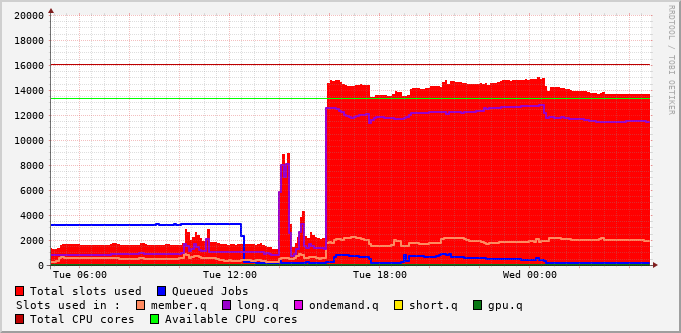 20000
18000
16000
14000
12000
10000
8000
6000
4000
2000
0
Tue 06:00 Tue 12:00 Tue 18:00 Wed 00:00
RRDTOOL / TOBI OETIKER
Total slots used Queued Jobs
Slots used in : member.q long.q ondemand.q short.q gpu.q
Total CPU cores Available CPU cores